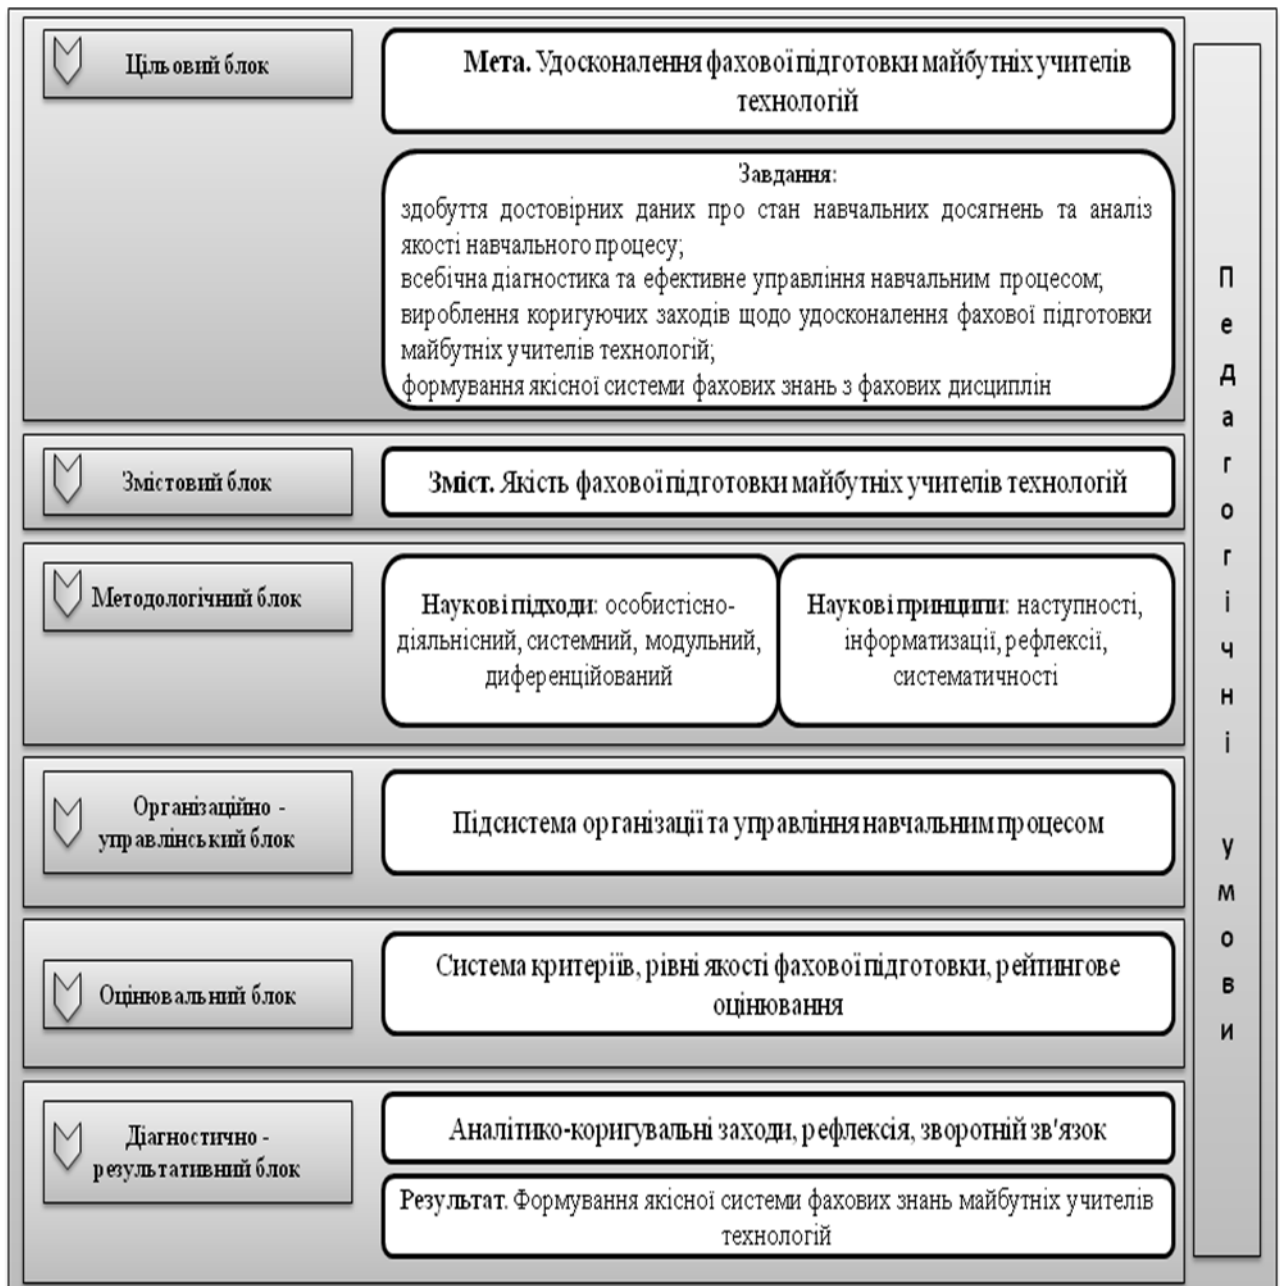 Цільовий блок
Мета. Удосконалення фахової підготовки майбутніх учителів
технологій
Завдання:
здобуття достовірних даних про стан навчальних досягнень та аналіз
якості навчального процесу;
всебічна діагностика та ефективне управління навчальним процесом;
вироблення коригуючих заходів щодо удосконалення фахової підготовки
майбутніх учителів технологій;
формування якісної системи фахових знань з фахових дисциплін
Змістовий блок
Зміст. Якість фахової підготовки майбутніх учителів технологій
Методологічний блок
Наукові підходи: особистісно-
діяльнісний, системний, модульний,
диференційований
Наукові принципи: наступності,
інформатизації, рефлексії,
систематичності
Організаційно -
управлінський блок
Підсистема організації та управління навчальним процесом
Оцінювальний блок
Система критеріїв, рівні якості фахової підготовки, рейтингове
оцінювання
Діагностично -
результативний блок
Аналітико-коригувальні заходи, рефлексія, зворотній зв'язок
Результат. Формування якісної системи фахових знань майбутніх учителів
технологій
Педагогічні умови